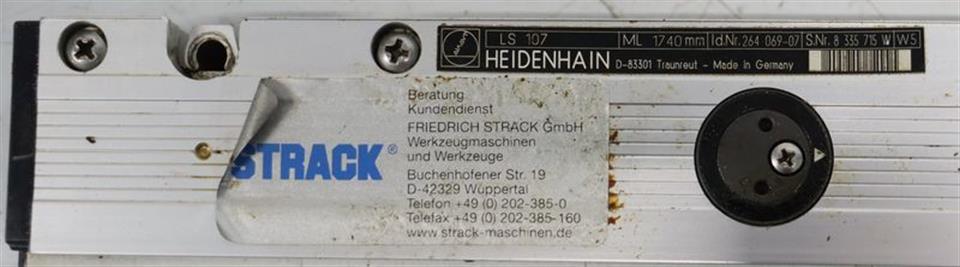 LS 107 ML 1740 mm Id.Nr. 264 069-07 S.Nr. 8 335 715 W W5
HEIDENHAIN D-83301 Traunreut - Made in Germany
STRACK®
Beratung
Kundendienst
FRIEDRICH STRACK GmbH
Werkzeugmaschinen
und Werkzeuge
Buchenhofener Str. 19
D-42329 Wuppertal
Telefon +49 (0) 202-385-0
Telefax +49 (0) 202-385-160
www.strack-maschinen.de